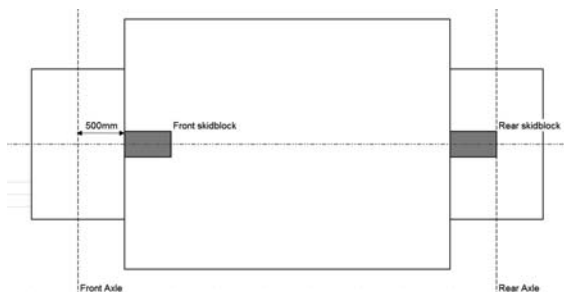 500mm
Front skidblock
Rear skidblock
Front Axle
Rear Axle